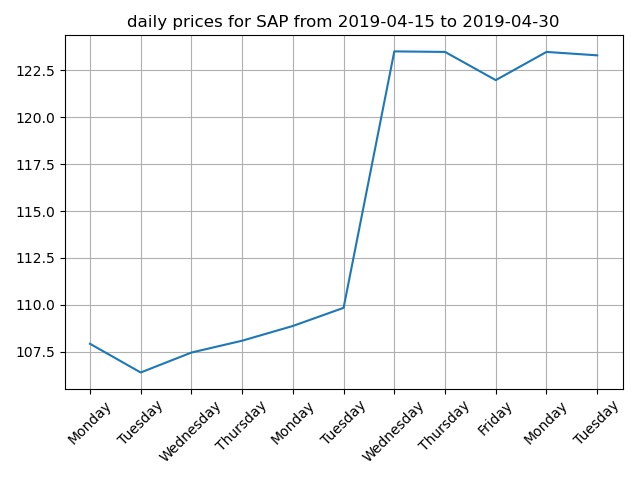 daily prices for SAP from 2019-04-15 to 2019-04-30
122.5
120.0
117.5
115.0
112.5
110.0
107.5
Monday
Tuesday
Wednesday
Thursday
Monday
Tuesday
Wednesday
Thursday
Friday
Monday
Tuesday